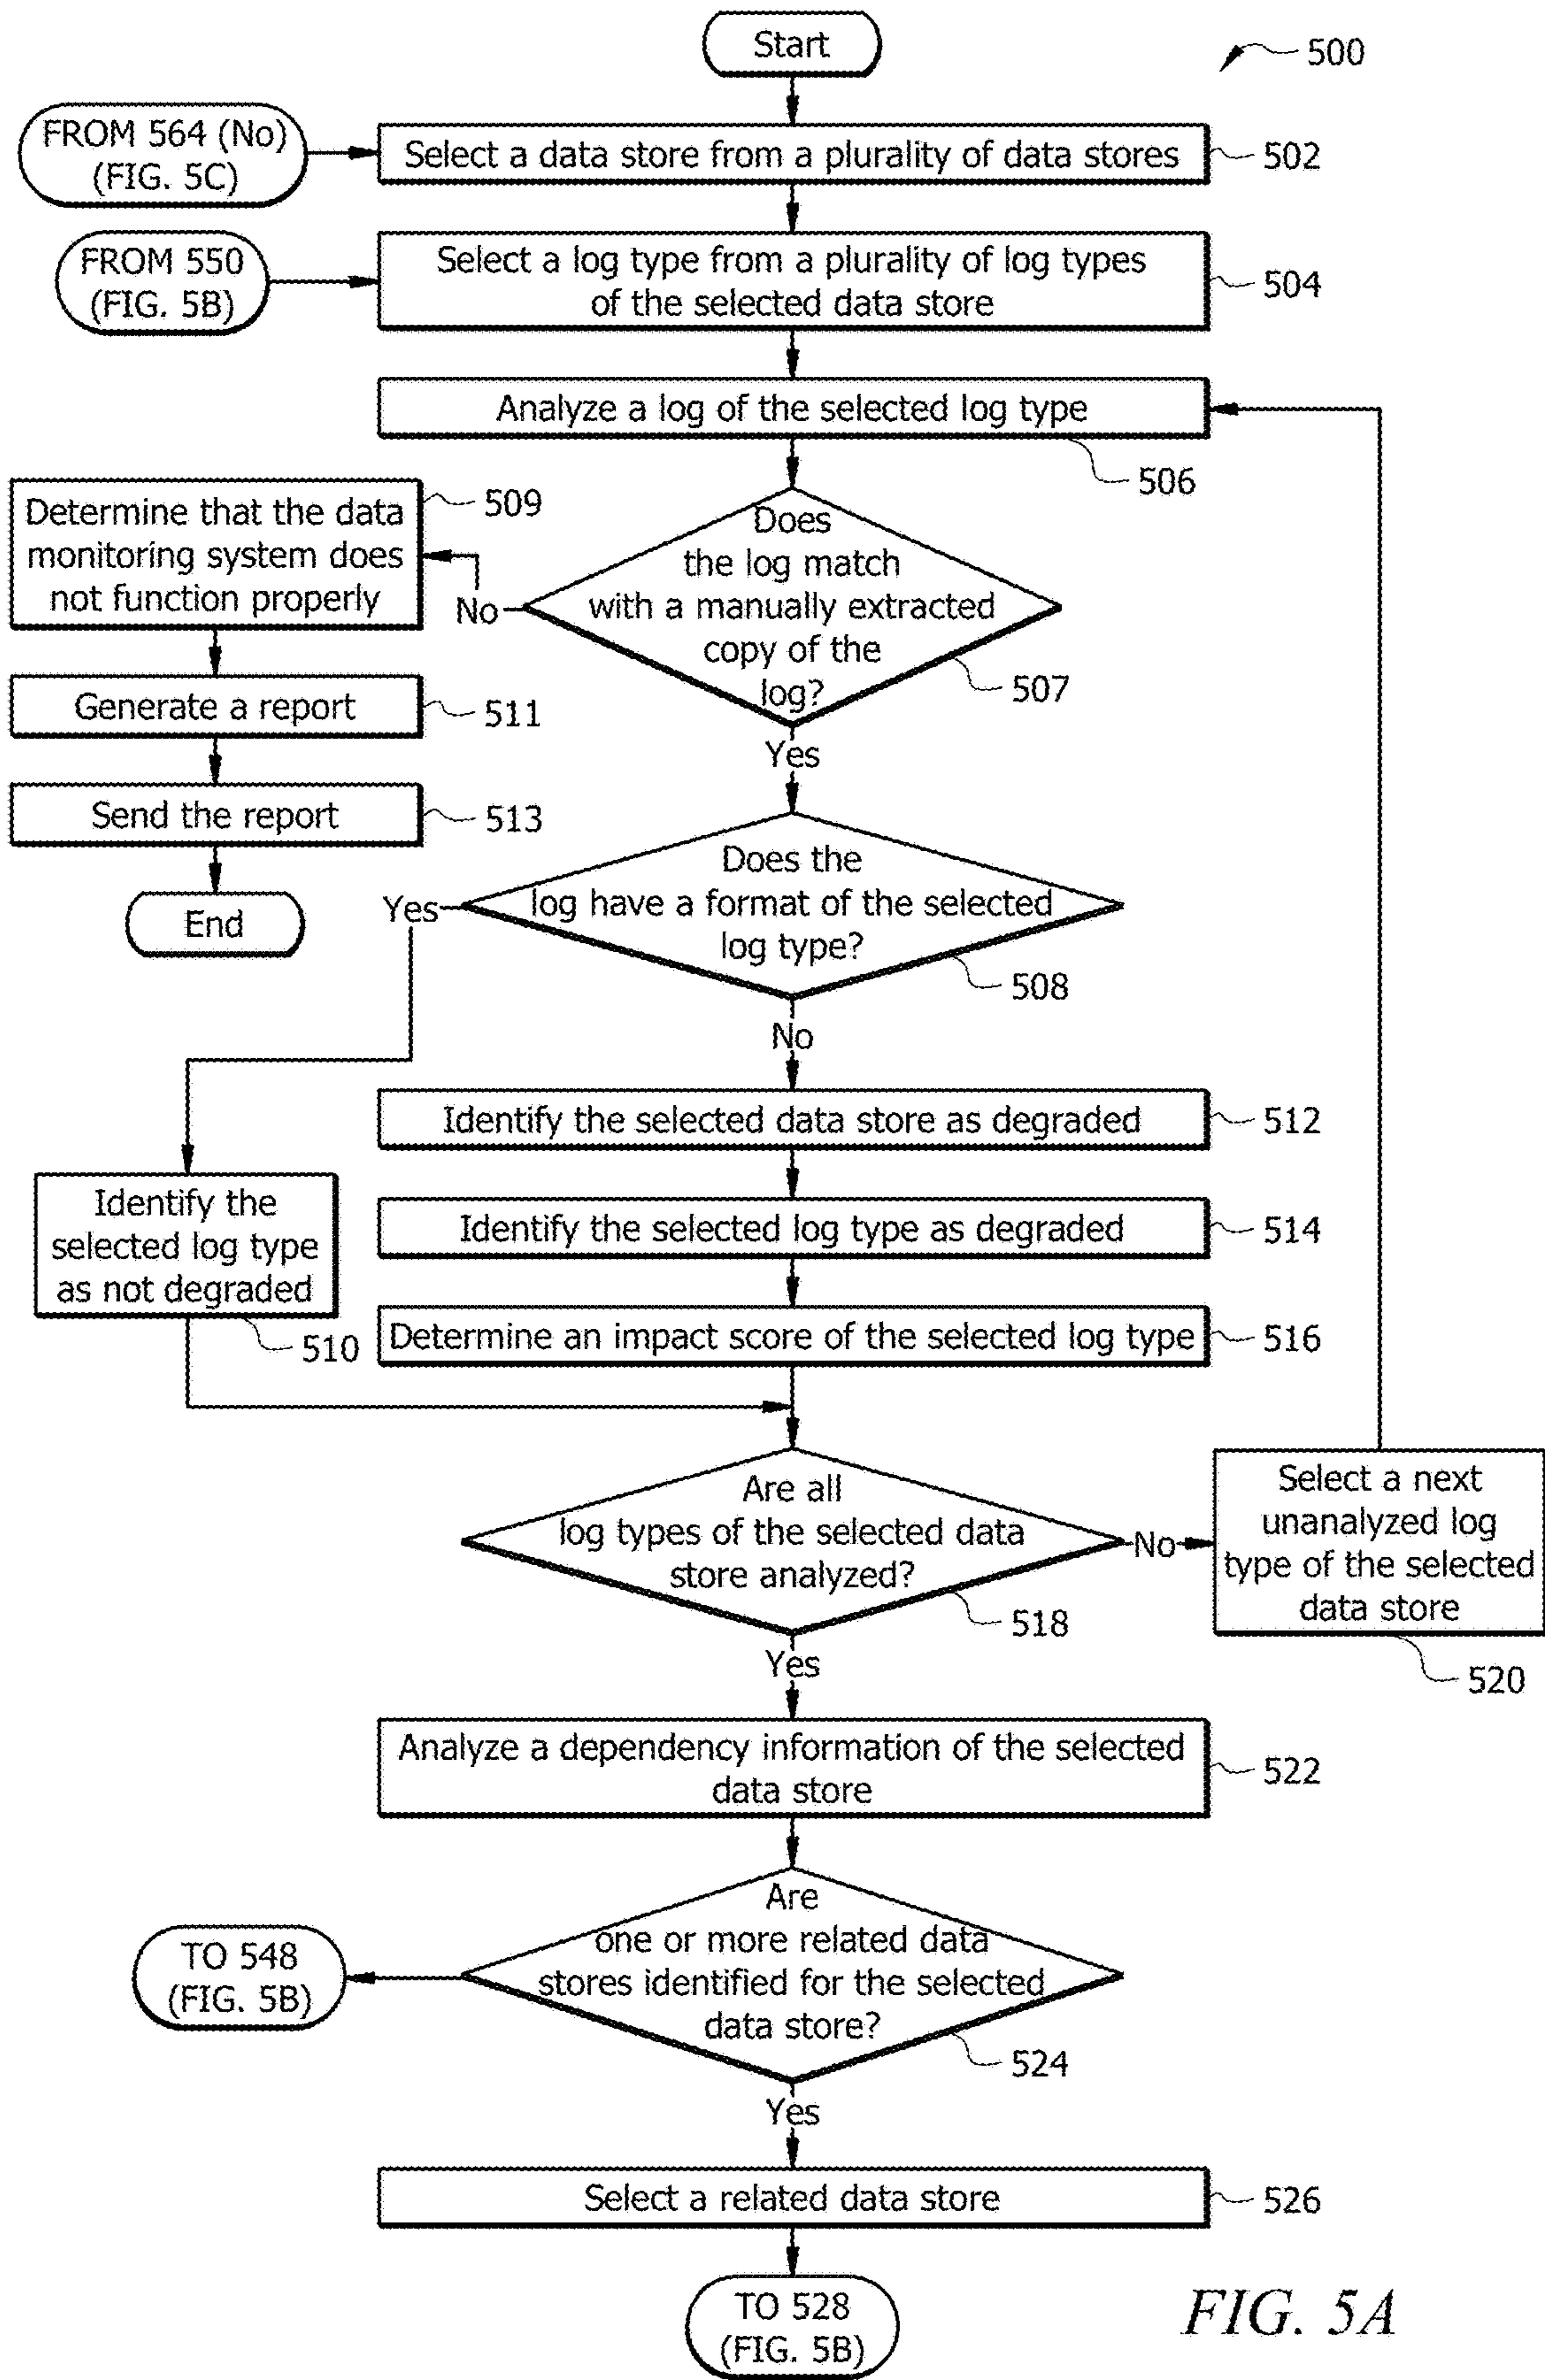 Start
500
FROM 564 (No)
(FIG. 5C)
Select a data store from a plurality of data stores
502
FROM 550
(FIG. 5B)
Select a log type from a plurality of log types
of the selected data store
504
Analyze a log of the selected log type
506
Does
the log match
with a manually extracted
copy of the
log?
507
No
Determine that the data
monitoring system does
not function properly
509
Generate a report
511
Send the report
513
End
Yes
Does the
log have a format of the selected
log type?
508
Yes
No
Identify the selected data store as degraded
512
Identify the
selected log type
as not degraded
510
Identify the selected log type as degraded
514
Determine an impact score of the selected log type
516
Are all
log types of the selected data
store analyzed?
518
No
Select a next
unanalyzed log
type of the selected
data store
520
Yes
Analyze a dependency information of the selected
data store
522
Are
one or more related data
stores identified for the selected
data store?
524
TO 548
(FIG. 5B)
Yes
Select a related data store
526
TO 528
(FIG. 5B)
FIG. 5A